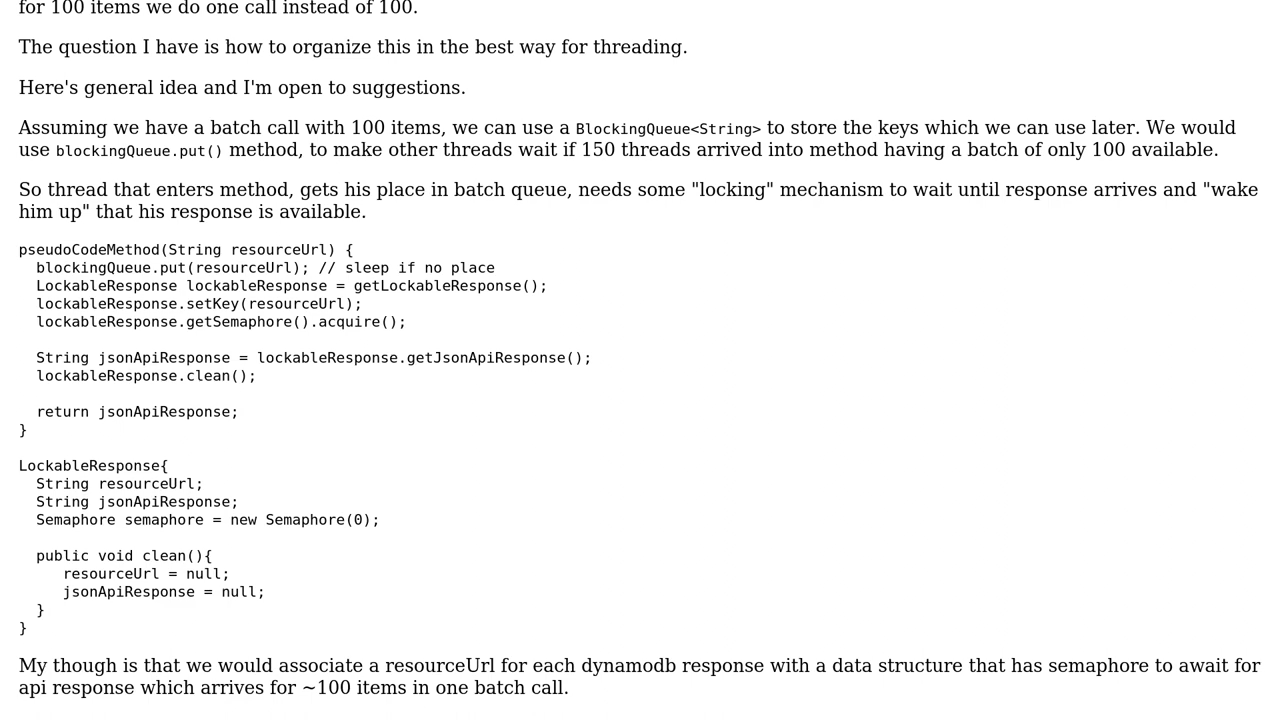 for 100 items we do one call instead of 100.
The question I have is how to organize this in the best way for threading.
Here's general idea and I'm open to suggestions.
Assuming we have a batch call with 100 items, we can use a BlockingQueue<String> to store the keys which we can use later. We would
use blockingQueue.put() method, to make other threads wait if 150 threads arrived into method having a batch of only 100 available.
So thread that enters method, gets his place in batch queue, needs some "locking" mechanism to wait until response arrives and "wake
him up" that his response is available.
pseudoCodeMethod(String resourceUrl) {
  blockingQueue.put(resourceUrl); // sleep if no place
  LockableResponse lockableResponse = getLockableResponse();
  lockableResponse.setKey(resourceUrl);
  lockableResponse.getSemaphore().acquire();
  String jsonApiResponse = lockableResponse.getJsonApiResponse();
  lockableResponse.clean();
  return jsonApiResponse;
}
LockableResponse{
  String resourceUrl;
  String jsonApiResponse;
  Semaphore semaphore = new Semaphore(0);
  public void clean(){
     resourceUrl = null;
     jsonApiResponse = null;
  }
}
My though is that we would associate a resourceUrl for each dynamodb response with a data structure that has semaphore to await for
api response which arrives for ~100 items in one batch call.